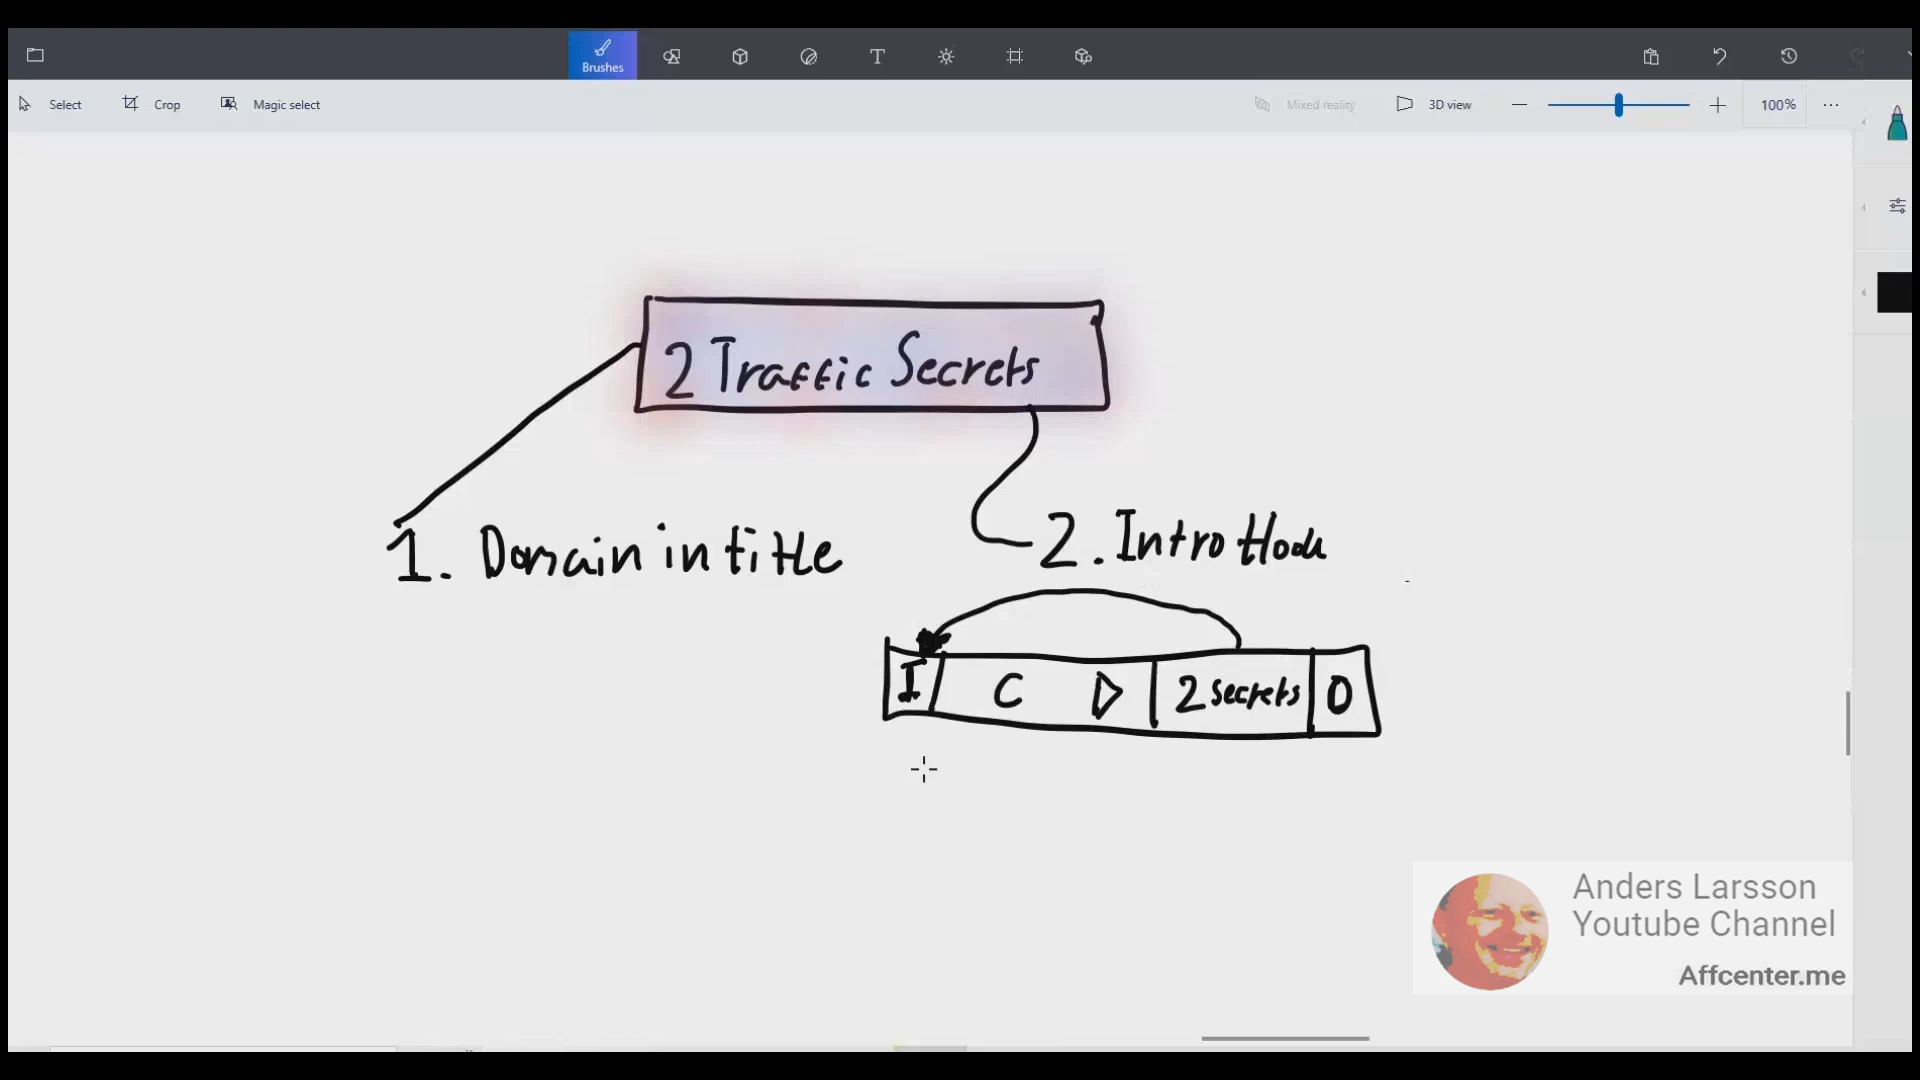 Brushes
Select
Crop
Magic select
Mixed reality
3D view
100%
2 Traffic Secrets
1. Domain in title
2. Intro Hook
I C 2 secrets O
Anders Larsson
Youtube Channel
Affcenter.me